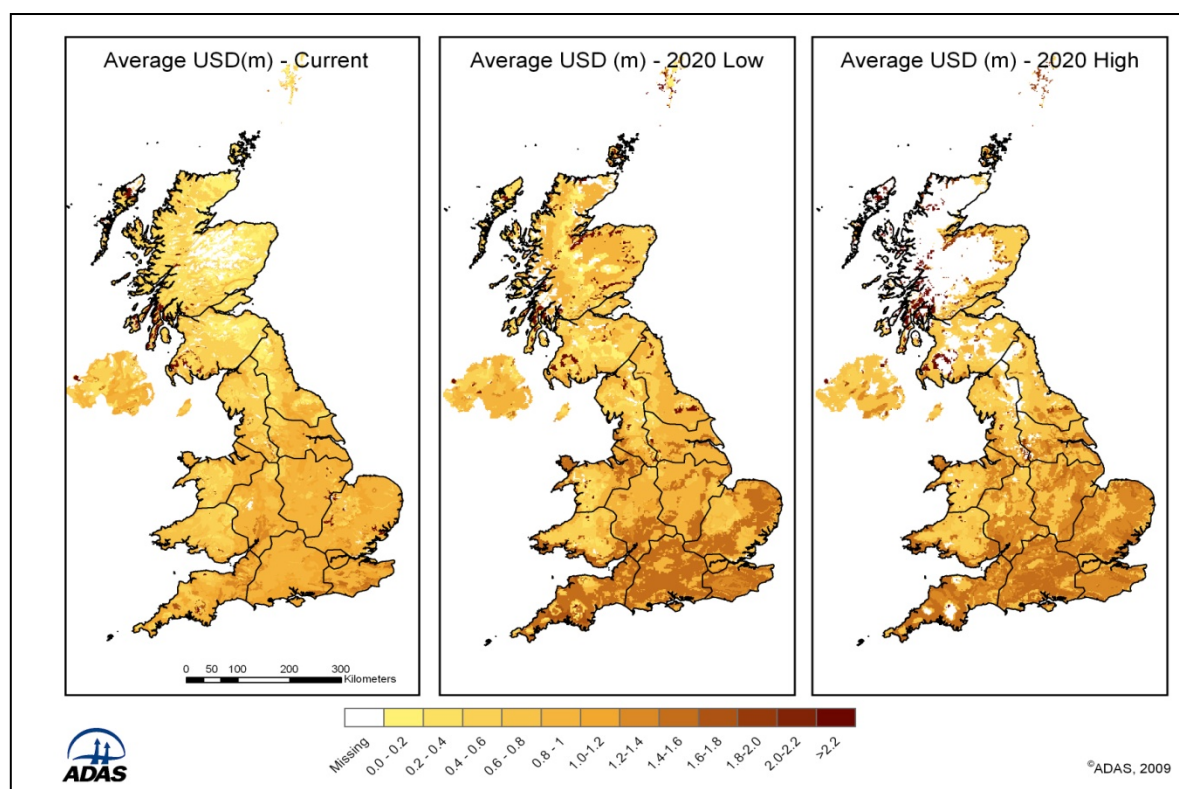 Average USD(m) - Current
Average USD (m) - 2020 Low
Average USD (m) - 2020 High
0 50 100 200 300
Kilometers
Missing
0.0 - 0.2
0.2 - 0.4
0.4 - 0.6
0.6 - 0.8
0.8 - 1
1.0-1.2
1.2-1.4
1.4-1.6
1.6-1.8
1.8-2.0
2.0-2.2
>2.2
ADAS
©ADAS, 2009